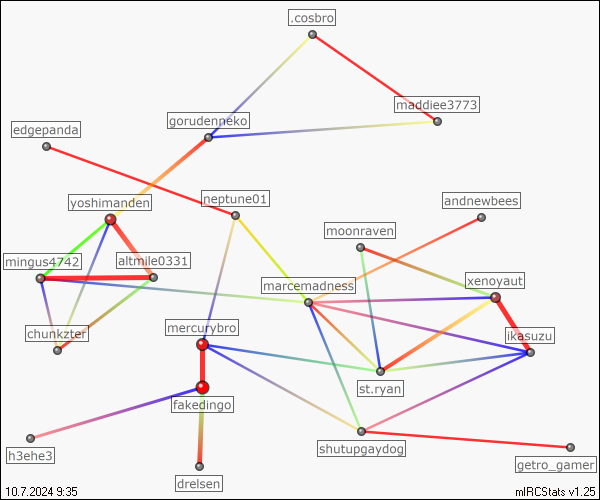 .cosbro
maddiee3773
gorudenneko
edgepanda
neptune01
andnewbees
yoshimanden
moonraven
mingus4742
altmile0331
xenoyaut
marcemadness
chunkzter
mercurybro
ikasuzu
st.ryan
fakedingo
h3ehe3
shutupgaydog
getro_gamer
drelsen
10.7.2024 9:35
mIRCStats v1.25